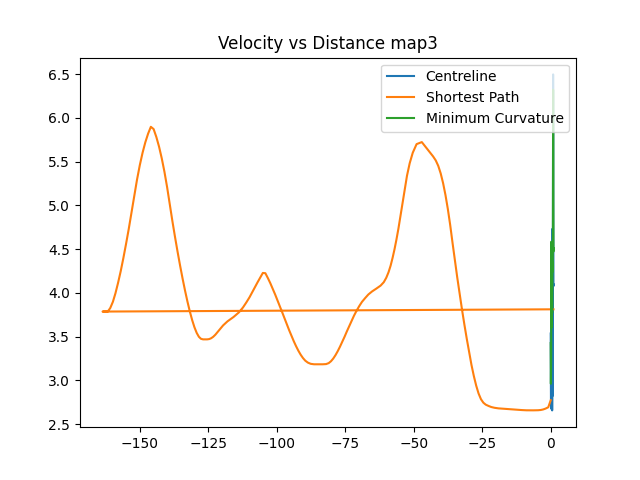 Velocity vs Distance map3
6.5
6.0
5.5
5.0
4.5
4.0
3.5
3.0
2.5
Centreline
Shortest Path
Minimum Curvature
−150 −125 −100 −75 −50 −25 0